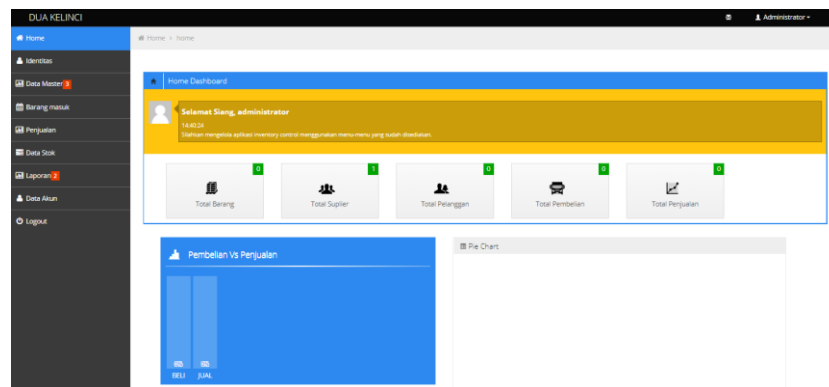 DUA KELINCI
Administrator
Home
Home > home
Identitas
Data Master 3
Barang masuk
Penjualan
Data Stok
Laporan 2
Data Akun
Logout
Home Dashboard
Selamat Siang, administrator
14:40:24
Silahkan mengelola aplikasi inventory control menggunakan menu-menu yang sudah disediakan.
0
Total Barang
1
Total Suplier
0
Total Pelanggan
0
Total Pembelian
0
Total Penjualan
Pembelian Vs Penjualan
BELI
JUAL
Pie Chart